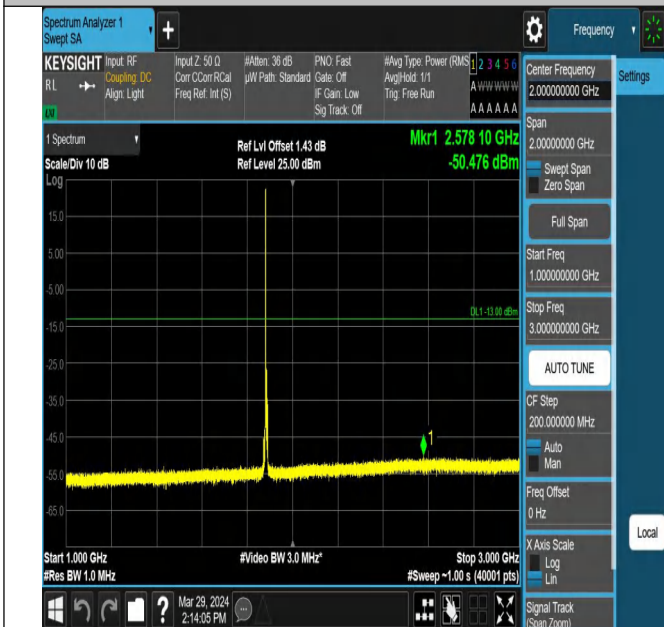 Spectrum Analyzer 1
Swept SA
+
Frequency
KEYSIGHT
RL
LXI
Input: RF
Coupling: DC
Align: Light
Input Z: 50 Ω
Corr CCorr RCal
Freq Ref: Int (S)
#Atten: 36 dB
µW Path: Standard
PNO: Fast
Gate: Off
IF Gain: Low
Sig Track: Off
#Avg Type: Power (RMS
Avg|Hold: 1/1
Trig: Free Run
1 2 3 4 5 6
A W W W W W
A A A A A A
1 Spectrum
Scale/Div 10 dB
Log
Ref Lvl Offset 1.43 dB
Ref Level 25.00 dBm
Mkr1 2.578 10 GHz
-50.476 dBm
15.0
5.00
-5.00
-15.0
-25.0
-35.0
-45.0
-55.0
-65.0
DL1 -13.00 dBm
1
Start 1.000 GHz
#Res BW 1.0 MHz
#Video BW 3.0 MHz*
Stop 3.000 GHz
#Sweep ~1.00 s (40001 pts)
?
Mar 29, 2024
2:14:05 PM
Center Frequency
2.000000000 GHz
Settings
Span
2.00000000 GHz
Swept Span
Zero Span
Full Span
Start Freq
1.000000000 GHz
Stop Freq
3.000000000 GHz
AUTO TUNE
CF Step
200.000000 MHz
Auto
Man
Freq Offset
0 Hz
Local
X Axis Scale
Log
Lin
Signal Track
(Span Zoom)